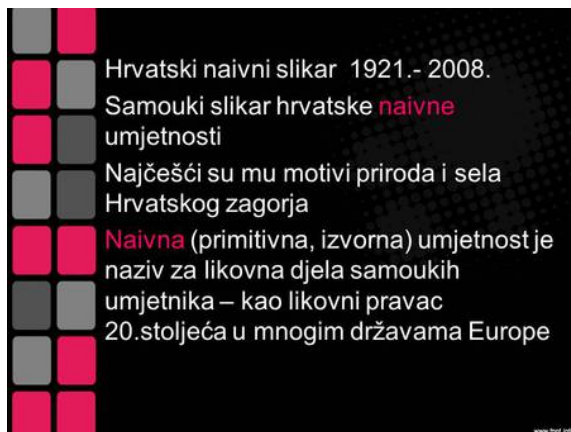 Hrvatski naivni slikar 1921.- 2008.
Samouki slikar hrvatske naivne
umjetnosti
Najčešći su mu motivi priroda i sela
Hrvatskog zagorja
Naivna (primitivna, izvorna) umjetnost je
naziv za likovna djela samoukih
umjetnika – kao likovni pravac
20.stoljeća u mnogim državama Europe